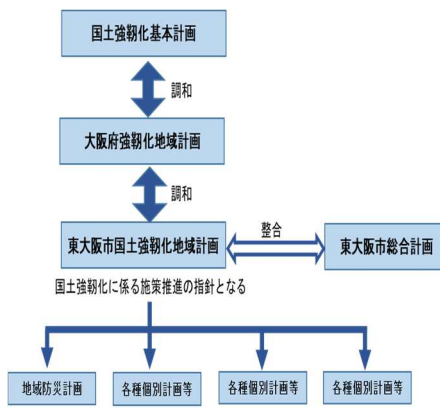 国土強靭化基本計画
調和
大阪府強靭化地域計画
調和
東大阪市国土強靭化地域計画
整合
東大阪市総合計画
国土強靭化に係る施策推進の指針となる
地域防災計画
各種個別計画等
各種個別計画等
各種個別計画等